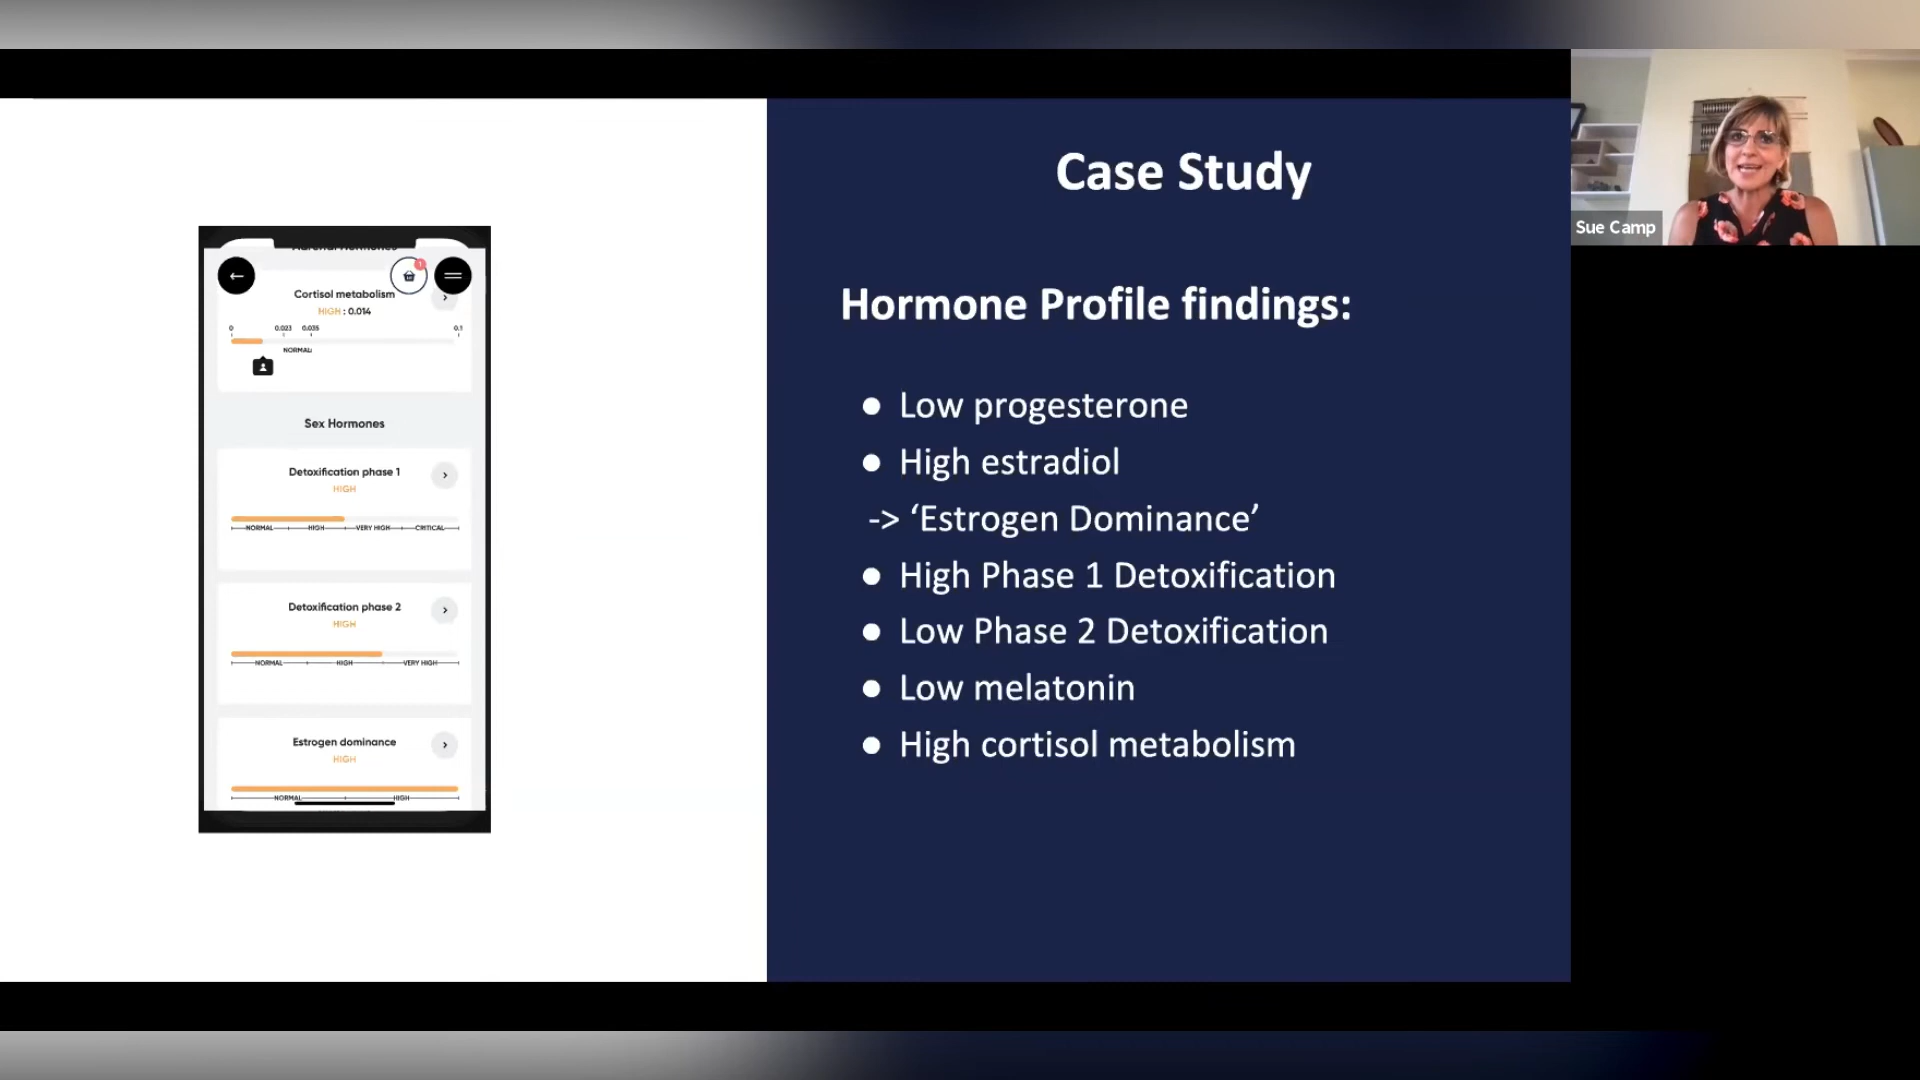 Adrenal Hormones
1
Cortisol metabolism
HIGH : 0.014
0 0.023 0.035 0.1
NORMAL
Sex Hormones
Detoxification phase 1
HIGH
NORMAL HIGH VERY HIGH CRITICAL
Detoxification phase 2
HIGH
NORMAL HIGH VERY HIGH
Estrogen dominance
HIGH
NORMAL HIGH
Case Study
Hormone Profile findings:
● Low progesterone
● High estradiol
-> ‘Estrogen Dominance’
● High Phase 1 Detoxification
● Low Phase 2 Detoxification
● Low melatonin
● High cortisol metabolism
Sue Camp